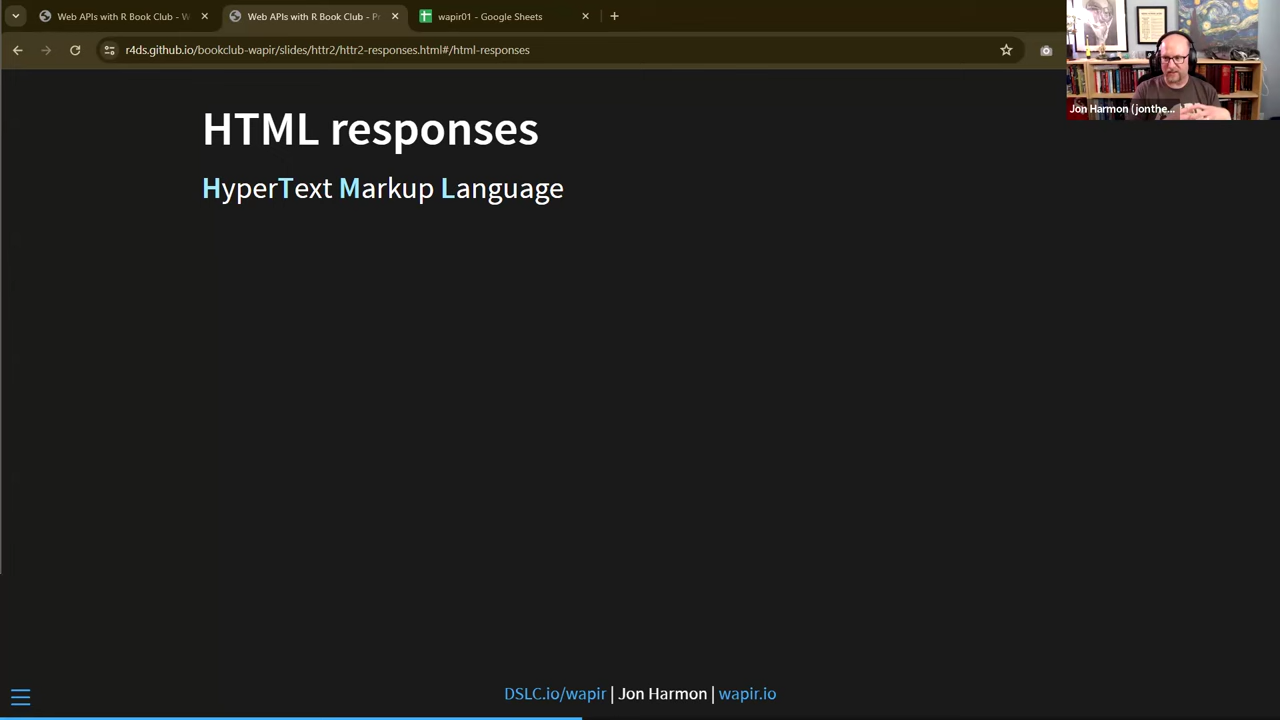 Web APIs with R Book Club - W
Web APIs with R Book Club - Pr
wapir01 - Google Sheets
r4ds.github.io/bookclub-wapir/slides/httr2/httr2-responses.html#/html-responses
Jon Harmon (jonthe...
HTML responses
HyperText Markup Language
DSLC.io/wapir | Jon Harmon | wapir.io